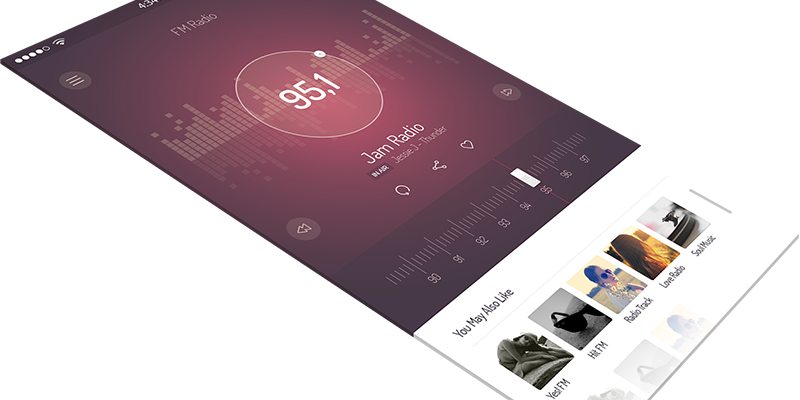 4:34
FM Radio
95,1
Jam Radio
IN AIR Jessie J - Thunder
90 91 92 93 94 95 96 97
You May Also Like
Yes! FM
Hit FM
Radio Track
Love Radio
Soul Music